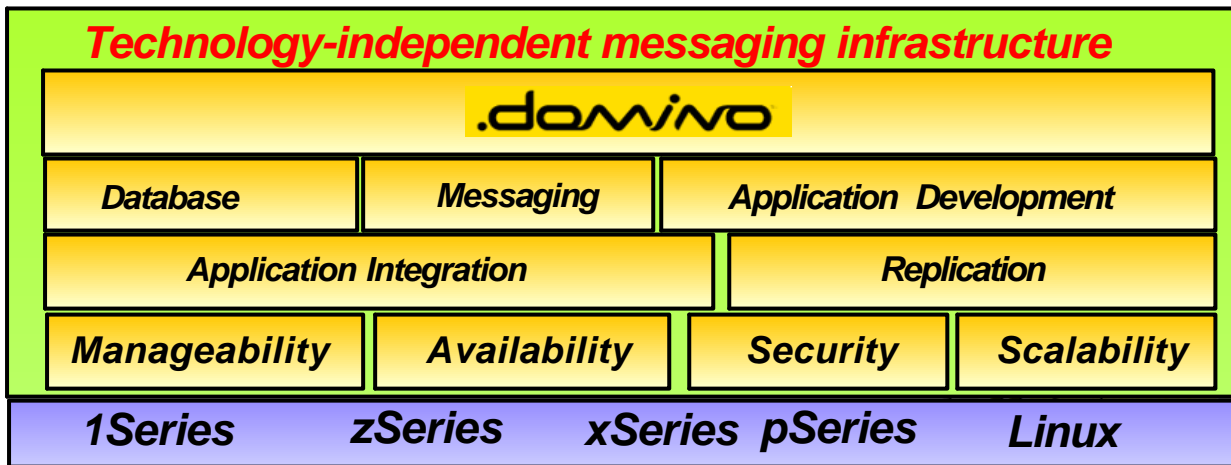 Technology-independent messaging infrastructure
.domino
Database Messaging Application Development
Application Integration Replication
Manageability Availability Security Scalability
1Series zSeries xSeries pSeries Linux